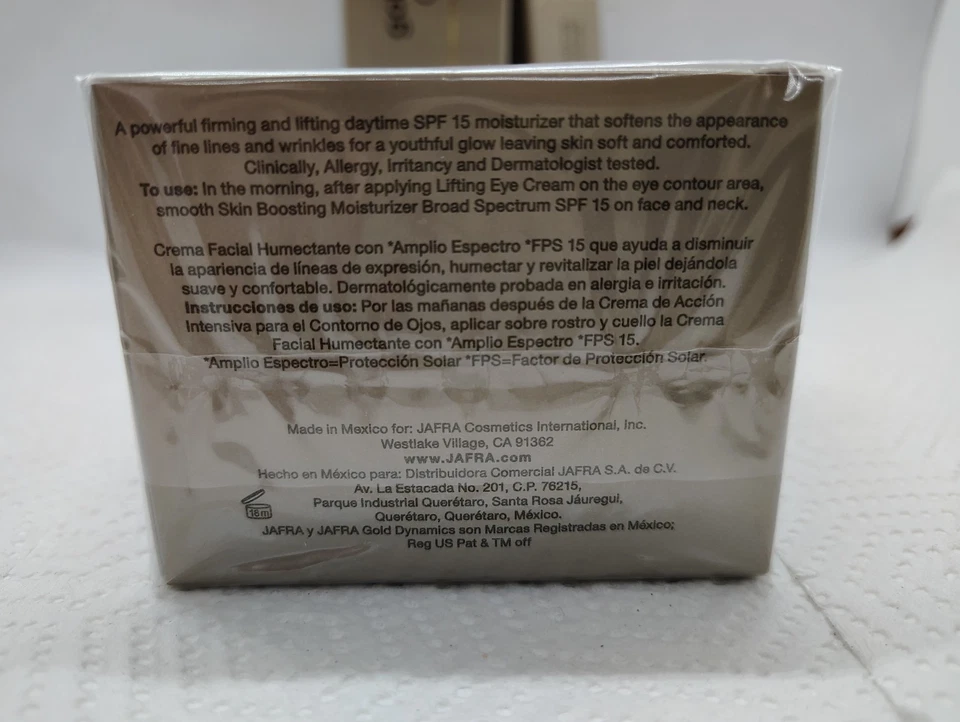 A powerful firming and lifting daytime SPF 15 moisturizer that softens the appearance
of fine lines and wrinkles for a youthful glow leaving skin soft and comforted.
Clinically, Allergy, Irritancy and Dermatologist tested.
To use: In the morning, after applying Lifting Eye Cream on the eye contour area,
smooth Skin Boosting Moisturizer Broad Spectrum SPF 15 on face and neck.
Crema Facial Humectante con *Amplio Espectro *FPS 15 que ayuda a disminuir
la apariencia de líneas de expresión, humectar y revitalizar la piel dejándola
suave y confortable. Dermatológicamente probada en alergia e irritación.
Instrucciones de uso: Por las mañanas después de la Crema de Acción
Intensiva para el Contorno de Ojos, aplicar sobre rostro y cuello la Crema
Facial Humectante con *Amplio Espectro *FPS 15.
*Amplio Espectro=Protección Solar *FPS=Factor de Protección Solar.
Made in Mexico for: JAFRA Cosmetics International, Inc.
Westlake Village, CA 91362
www.JAFRA.com
Hecho en México para: Distribuidora Comercial JAFRA S.A. de C.V.
Av. La Estacada No. 201, C.P. 76215,
Parque Industrial Querétaro, Santa Rosa Jáuregui,
Querétaro, Querétaro, México.
18 m
JAFRA y JAFRA Gold Dynamics son Marcas Registradas en México;
Reg US Pat & TM off